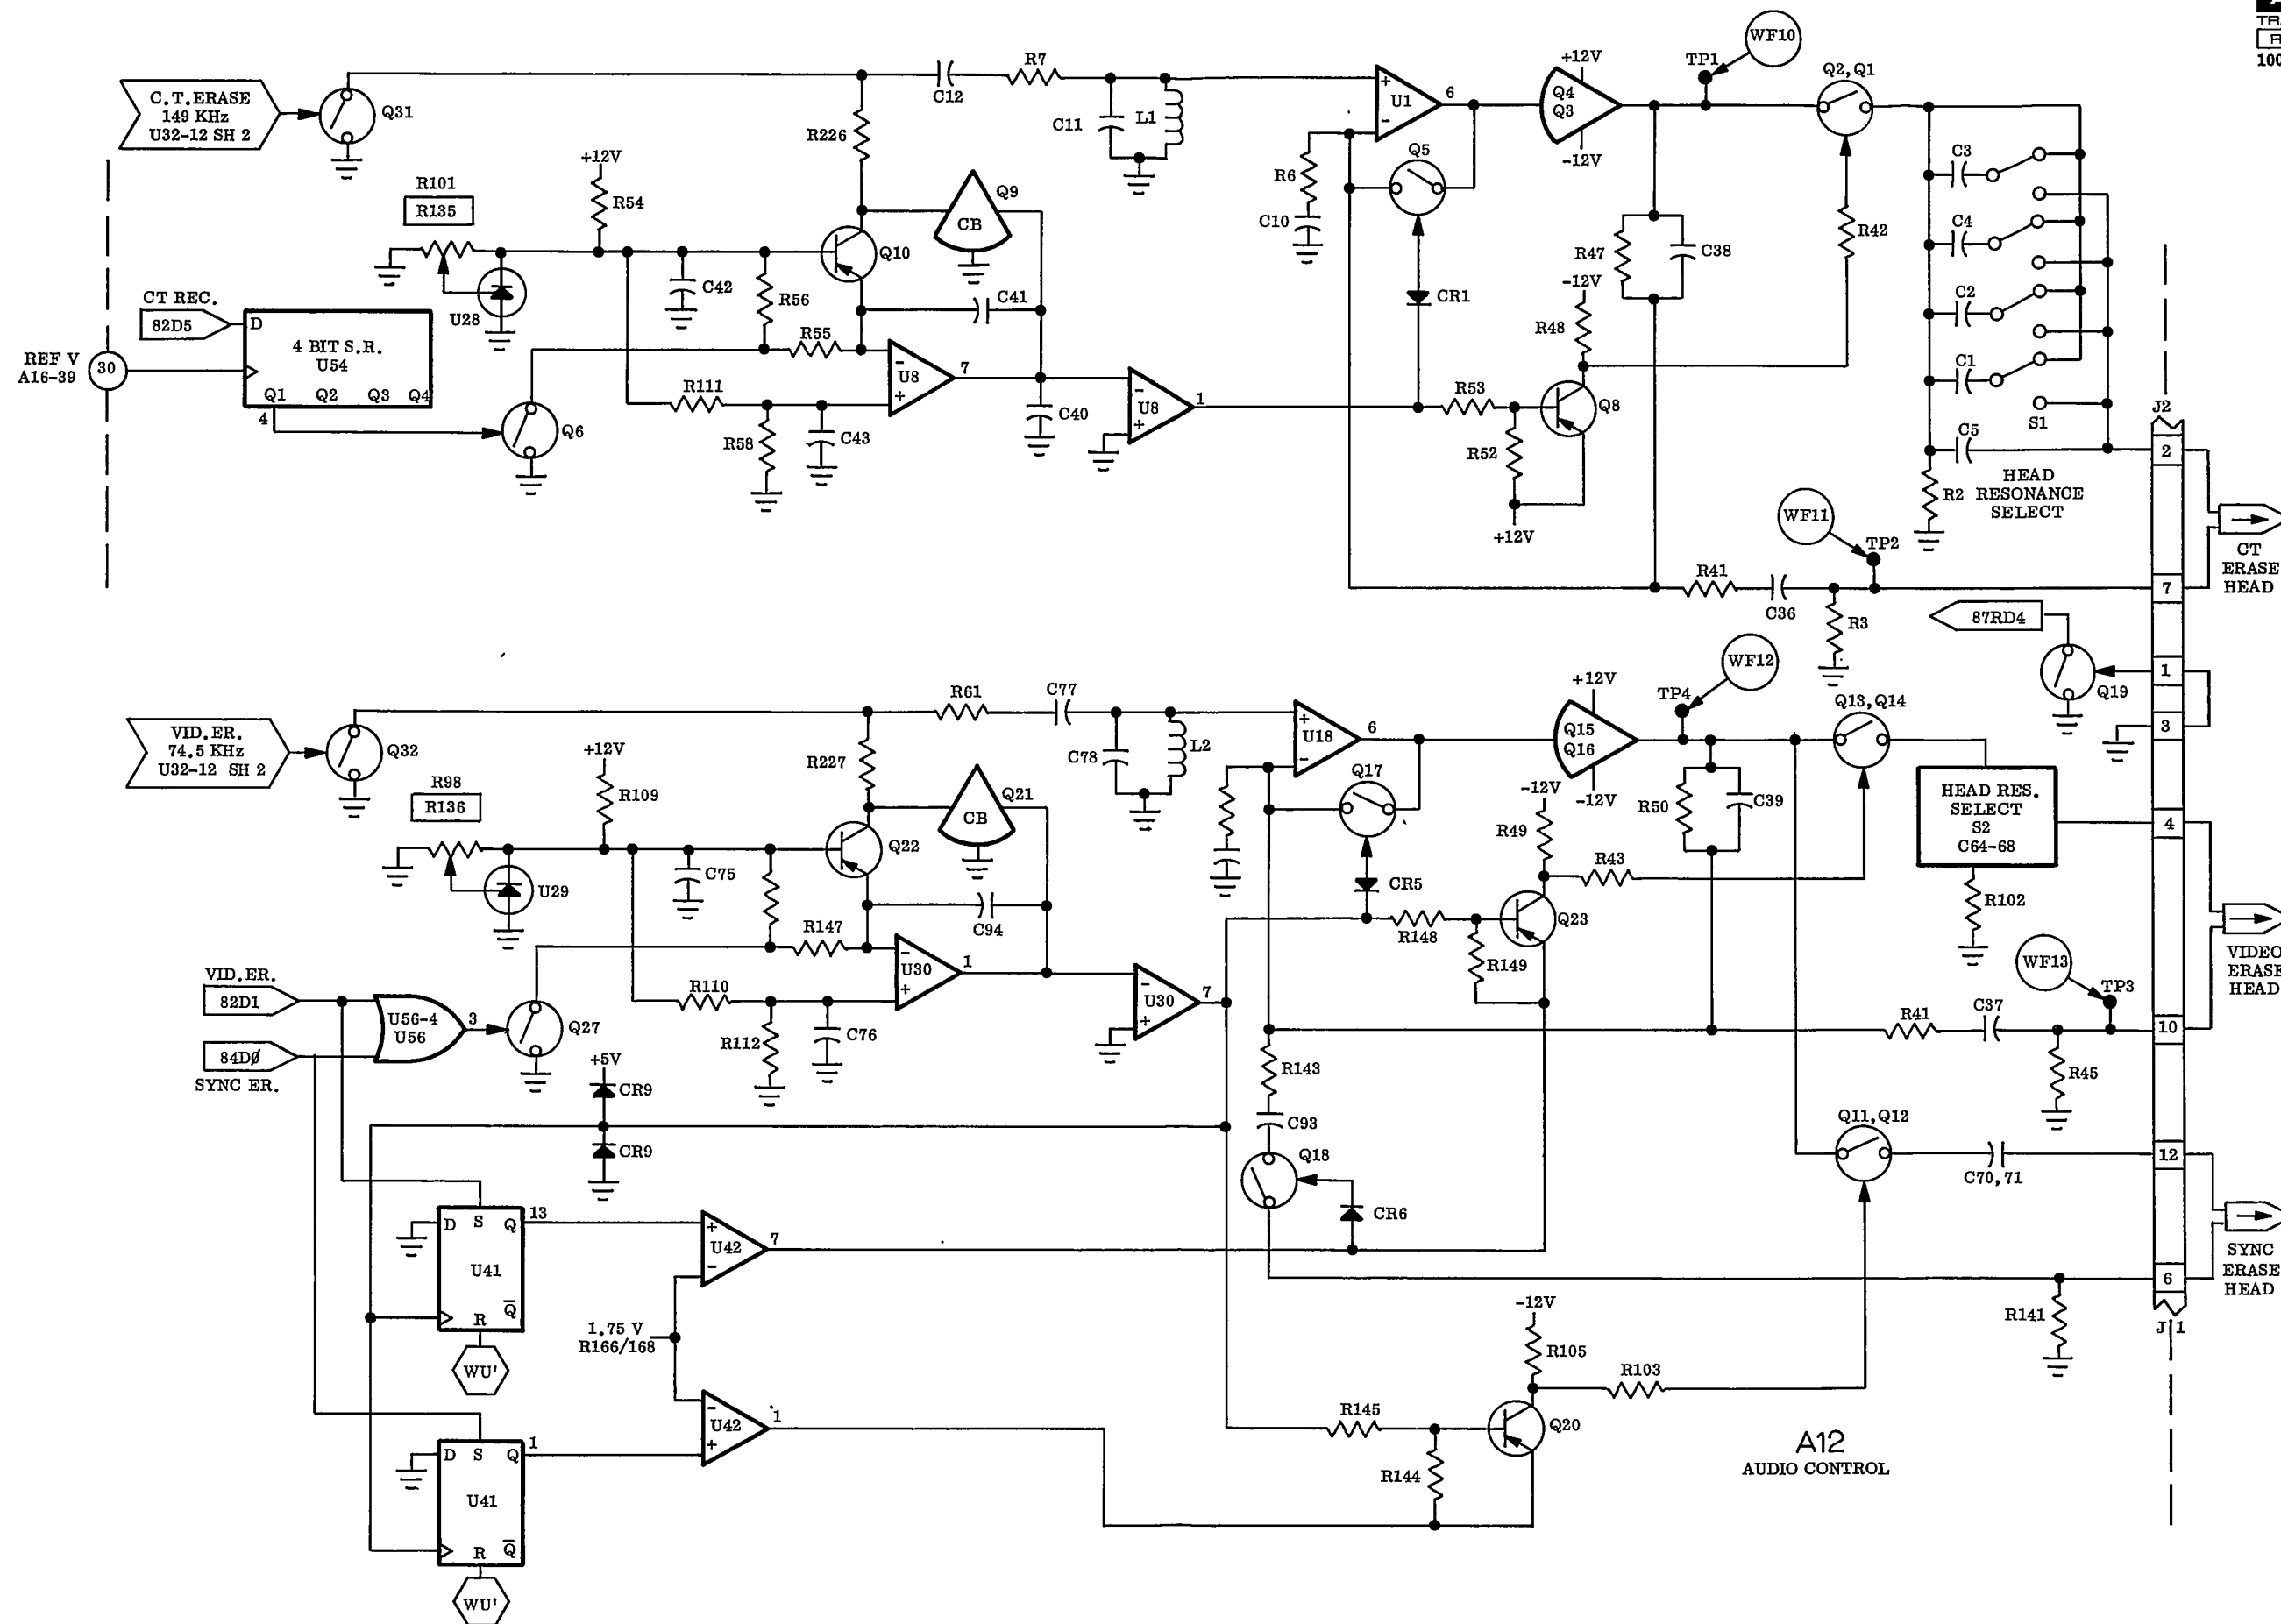 TR
R
100
WF10
TP1
+12V
Q2, Q1
R7
C12
C.T.ERASE
149 KHz
U32-12 SH 2
Q31
R226
C11
L1
+
U1
-
6
Q4
Q3
-12V
Q5
R6
C10
C3
C4
C2
C1
C5
S1
R42
R47
C38
-12V
R48
+12V
R54
R101
R135
Q9
CB
Q10
C42
R56
C41
U28
CR1
CT REC.
82D5
D
4 BIT S.R.
U54
Q1 Q2 Q3 Q4
4
REF V
A16-39
30
R55
-
U8
+
7
R111
R58
C43
C40
Q6
-
U8
+
1
R53
Q8
R52
+12V
J2
2
R2
HEAD
RESONANCE
SELECT
WF11
TP2
CT
ERASE
HEAD
R41
C36
R3
7
87RD4
Q19
1
3
WF12
TP4
+12V
Q13, Q14
R61
C77
VID.ER.
74.5 KHz
U32-12 SH 2
Q32
R227
C78
L2
+
U18
-
6
Q15
Q16
-12V
Q17
R50
C39
-12V
R49
R43
HEAD RES.
SELECT
S2
C64-68
4
R102
+12V
R109
R98
R136
Q21
CB
Q22
C75
U29
C94
CR5
R148
Q23
R149
VIDEO
ERASE
HEAD
WF13
TP3
R147
-
U30
+
1
R110
R112
C76
VID.ER.
82D1
U56-4
U56
3
Q27
84DØ
SYNC ER.
-
U30
+
7
R41
C37
10
R45
+5V
CR9
CR9
R143
C93
Q18
CR6
Q11, Q12
C70, 71
12
D S Q
13
U41
R Q̅
WU'
+
U42
-
7
SYNC
ERASE
HEAD
6
R141
J 1
1.75 V
R166/168
-12V
R105
R103
-
U42
+
1
R145
Q20
R144
D S Q
1
U41
R Q̅
WU'
A12
AUDIO CONTROL